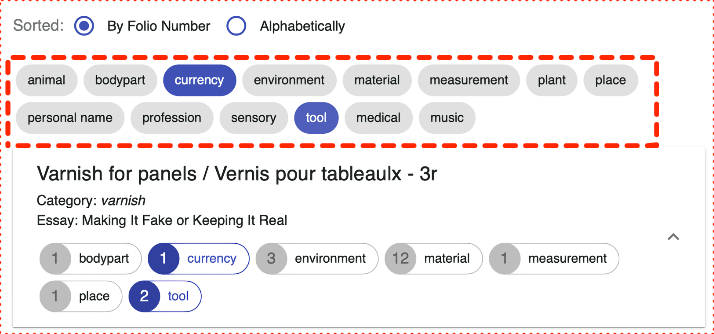 Sorted: By Folio Number Alphabetically
animal bodypart currency environment material measurement plant place
personal name profession sensory tool medical music
Varnish for panels / Vernis pour tableaulx - 3r
Category: varnish
Essay: Making It Fake or Keeping It Real
1 bodypart 1 currency 3 environment 12 material 1 measurement
1 place 2 tool